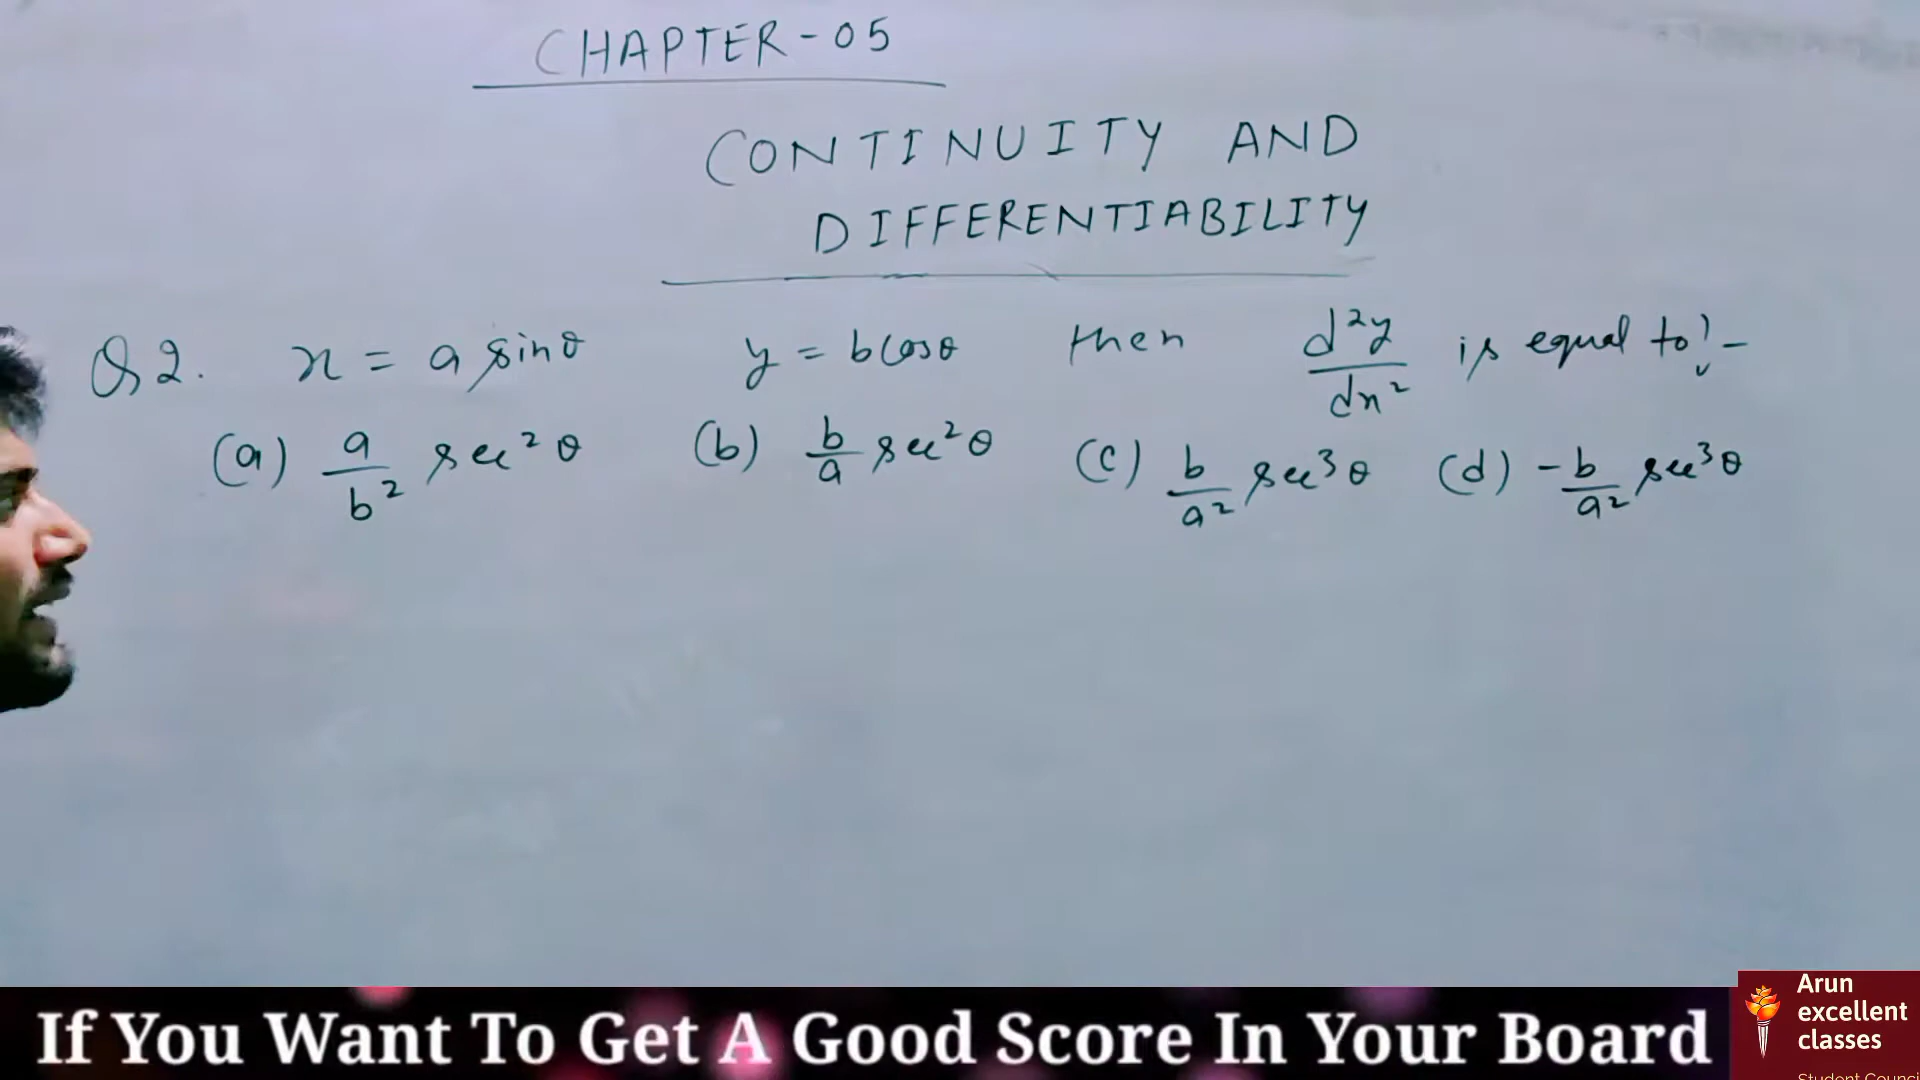 CHAPTER-05
CONTINUITY AND
DIFFERENTIABILITY
Q2. x = a sinθ y = b cosθ then d²y/dx² is equal to?-
(a) a/b² sec²θ (b) b/a sec²θ (c) b/a² sec³θ (d) -b/a² sec³θ
If You Want To Get A Good Score In Your Board
Arun
excellent
classes